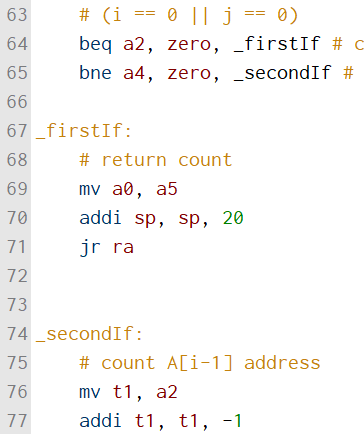 63 # (i == 0 || j == 0)
64 beq a2, zero, _firstIf # c
65 bne a4, zero, _secondIf #
66
67 _firstIf:
68 # return count
69 mv a0, a5
70 addi sp, sp, 20
71 jr ra
72
73
74 _secondIf:
75 # count A[i-1] address
76 mv t1, a2
77 addi t1, t1, -1